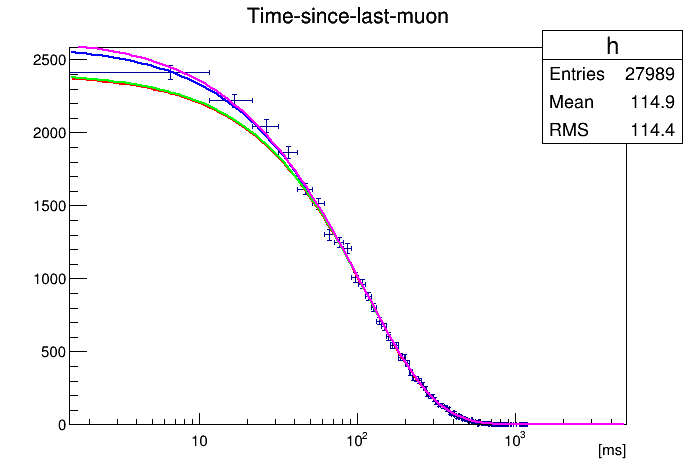 Time-since-last-muon
h
Entries 27989
Mean 114.9
RMS 114.4
2500
2000
1500
1000
500
0
10
10²
10³
[ms]